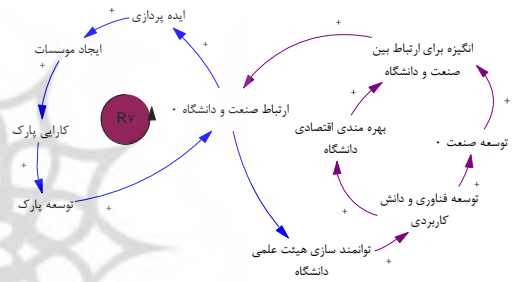 ایده پردازی
ایجاد موسسات
کارایی پارک
توسعه پارک
R۷
ارتباط صنعت و دانشگاه
انگیزه برای ارتباط بین
صنعت و دانشگاه
بهره مندی اقتصادی
دانشگاه
توسعه صنعت
توسعه فناوری و دانش
کاربردی
توانمند سازی هیئت علمی
دانشگاه
+
+
+
+
+
+
+
+
+
+
+